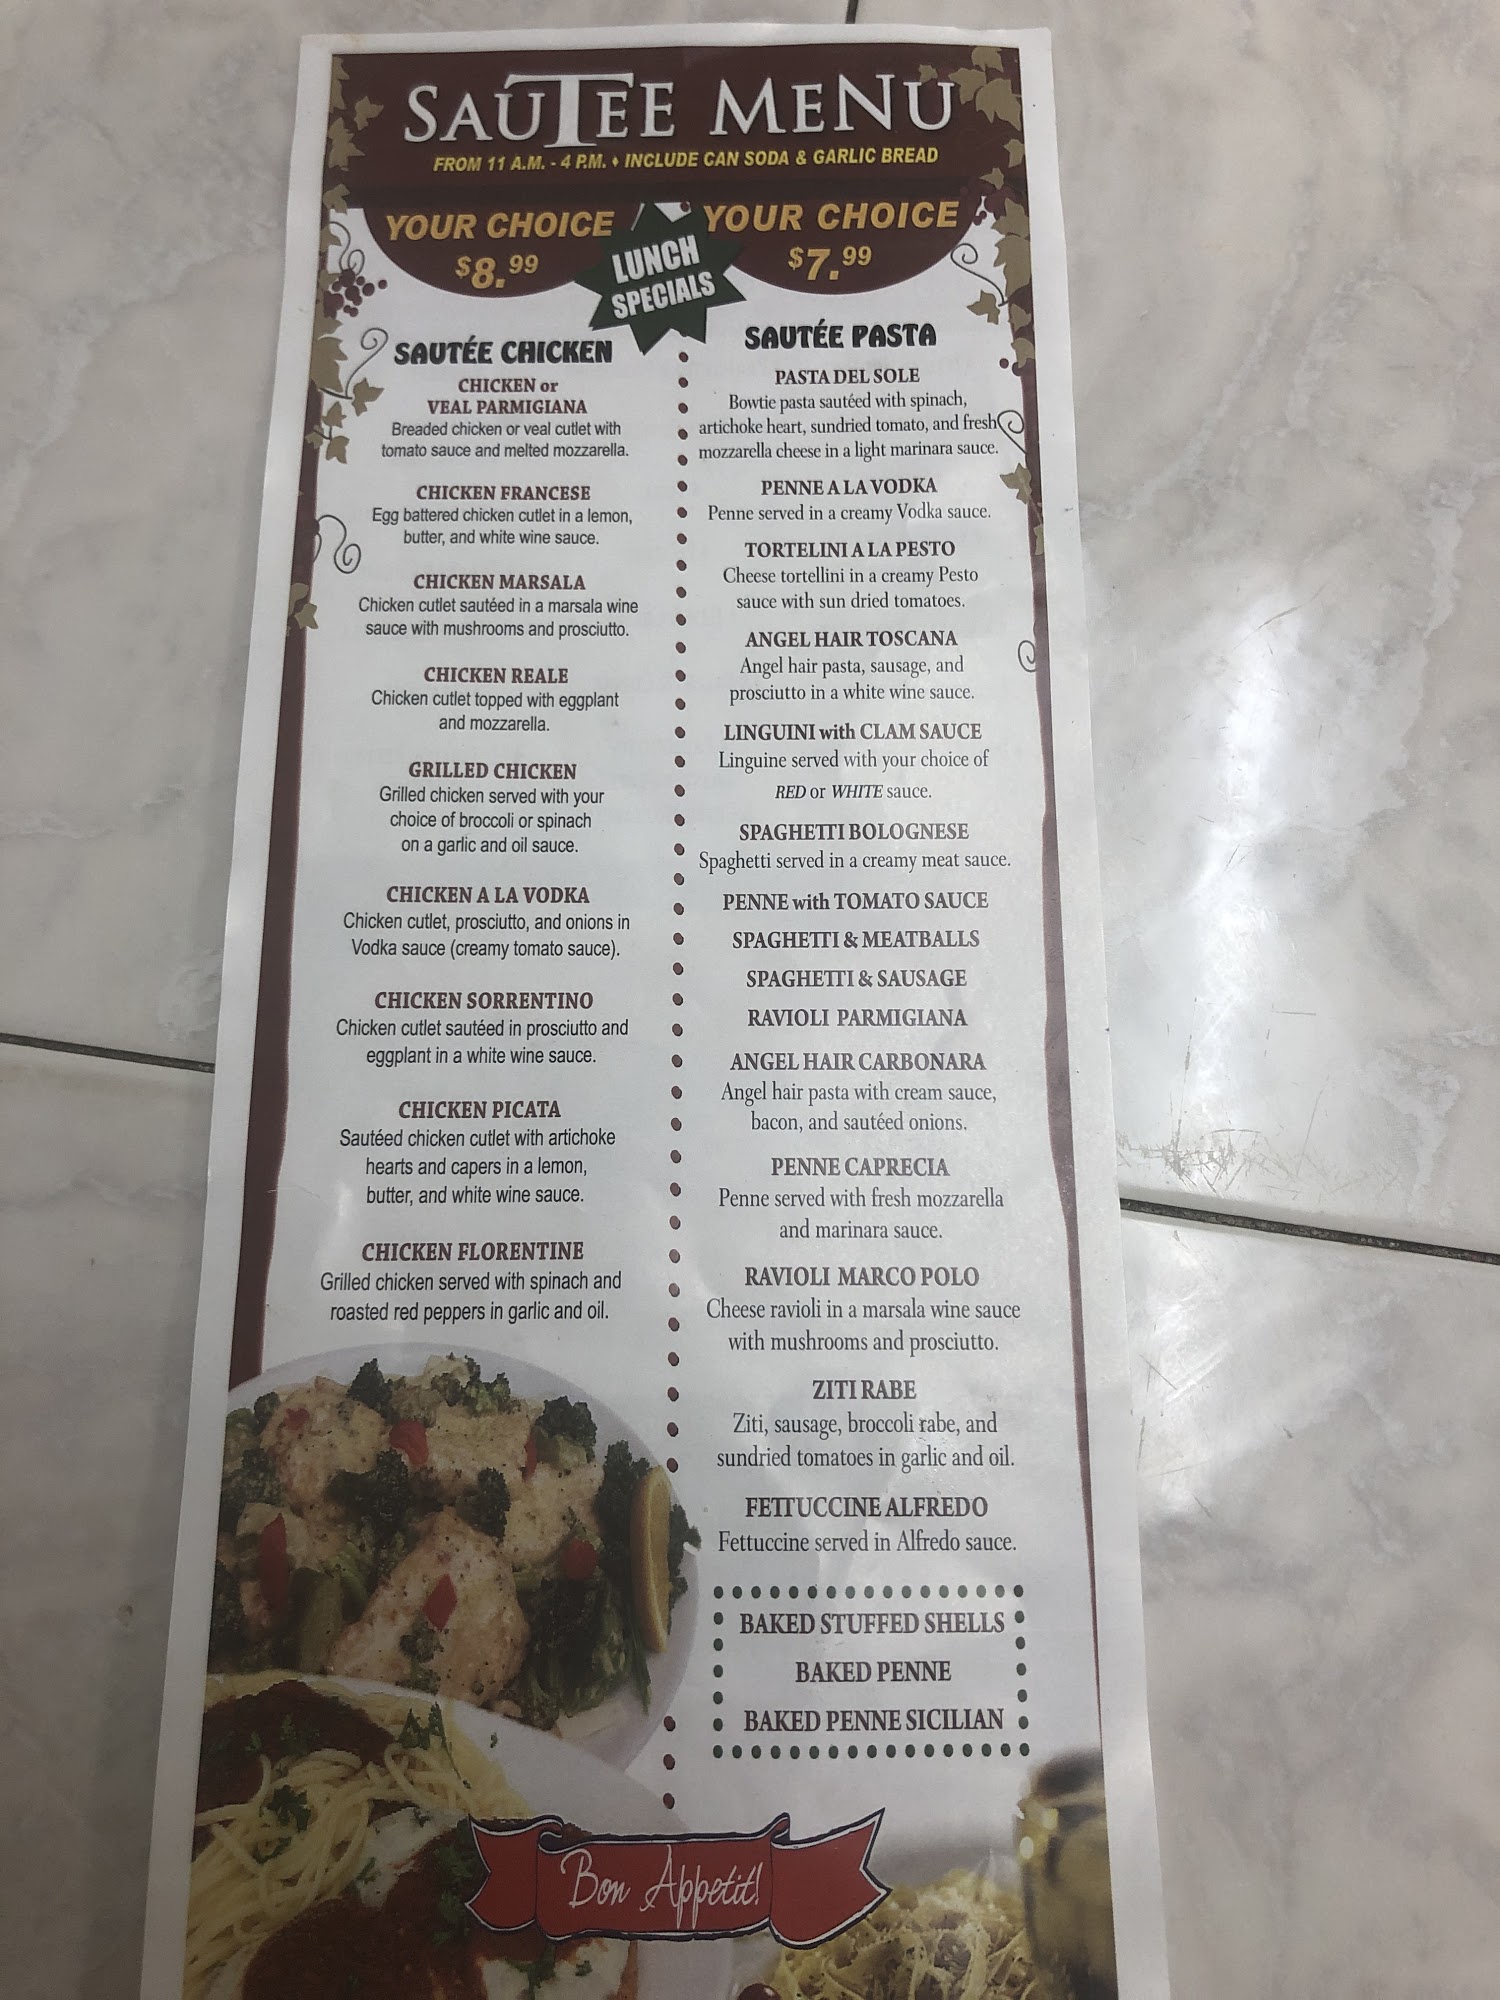 SAUTEE MENU
FROM 11 A.M. - 4 P.M. ♦ INCLUDE CAN SODA & GARLIC BREAD
YOUR CHOICE
$8.99
LUNCH
SPECIALS
YOUR CHOICE
$7.99
SAUTÉE CHICKEN
CHICKEN or
VEAL PARMIGIANA
Breaded chicken or veal cutlet with
tomato sauce and melted mozzarella.
CHICKEN FRANCESE
Egg battered chicken cutlet in a lemon,
butter, and white wine sauce.
CHICKEN MARSALA
Chicken cutlet sautéed in a marsala wine
sauce with mushrooms and prosciutto.
CHICKEN REALE
Chicken cutlet topped with eggplant
and mozzarella.
GRILLED CHICKEN
Grilled chicken served with your
choice of broccoli or spinach
on a garlic and oil sauce.
CHICKEN A LA VODKA
Chicken cutlet, prosciutto, and onions in
Vodka sauce (creamy tomato sauce).
CHICKEN SORRENTINO
Chicken cutlet sautéed in prosciutto and
eggplant in a white wine sauce.
CHICKEN PICATA
Sautéed chicken cutlet with artichoke
hearts and capers in a lemon,
butter, and white wine sauce.
CHICKEN FLORENTINE
Grilled chicken served with spinach and
roasted red peppers in garlic and oil.
SAUTÉE PASTA
PASTA DEL SOLE
Bowtie pasta sautéed with spinach,
artichoke heart, sundried tomato, and fresh
mozzarella cheese in a light marinara sauce.
PENNE A LA VODKA
Penne served in a creamy Vodka sauce.
TORTELINI A LA PESTO
Cheese tortellini in a creamy Pesto
sauce with sun dried tomatoes.
ANGEL HAIR TOSCANA
Angel hair pasta, sausage, and
prosciutto in a white wine sauce.
LINGUINI with CLAM SAUCE
Linguine served with your choice of
RED or WHITE sauce.
SPAGHETTI BOLOGNESE
Spaghetti served in a creamy meat sauce.
PENNE with TOMATO SAUCE
SPAGHETTI & MEATBALLS
SPAGHETTI & SAUSAGE
RAVIOLI PARMIGIANA
ANGEL HAIR CARBONARA
Angel hair pasta with cream sauce,
bacon, and sautéed onions.
PENNE CAPRECIA
Penne served with fresh mozzarella
and marinara sauce.
RAVIOLI MARCO POLO
Cheese ravioli in a marsala wine sauce
with mushrooms and prosciutto.
ZITI RABE
Ziti, sausage, broccoli rabe, and
sundried tomatoes in garlic and oil.
FETTUCCINE ALFREDO
Fettuccine served in Alfredo sauce.
BAKED STUFFED SHELLS
BAKED PENNE
BAKED PENNE SICILIAN
Bon Appetit!